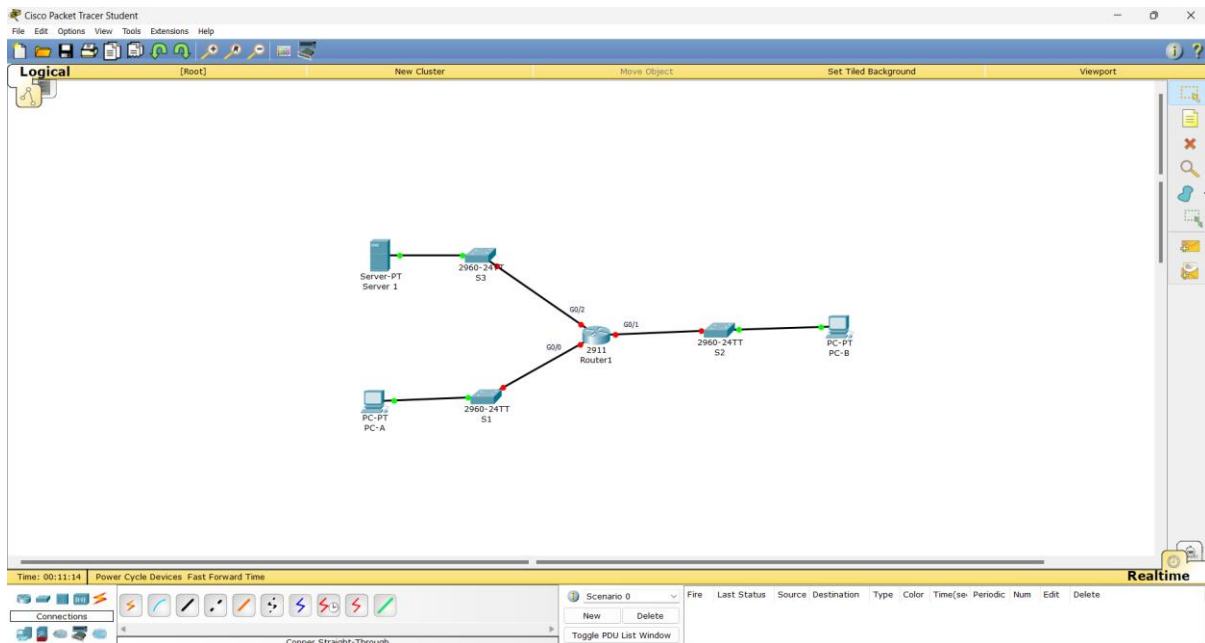 Cisco Packet Tracer Student
File Edit Options View Tools Extensions Help
Logical [Root] New Cluster Move Object Set Tiled Background Viewport
Server-PT
Server 1
2960-24TT
S3
G0/2
G0/1
G0/0
2911
Router1
2960-24TT
S2
PC-PT
PC-B
PC-PT
PC-A
2960-24TT
S1
Time: 00:11:14 Power Cycle Devices Fast Forward Time Realtime
Connections
Copper Straight-Through
Scenario 0
New Delete
Toggle PDU List Window
Fire Last Status Source Destination Type Color Time(se Periodic Num Edit Delete